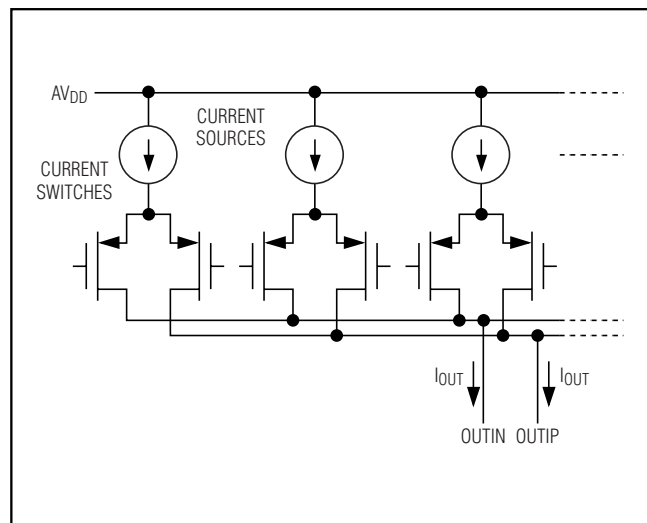 AVDD
CURRENT
SOURCES
CURRENT
SWITCHES
IOUT IOUT
OUTIN OUTIP